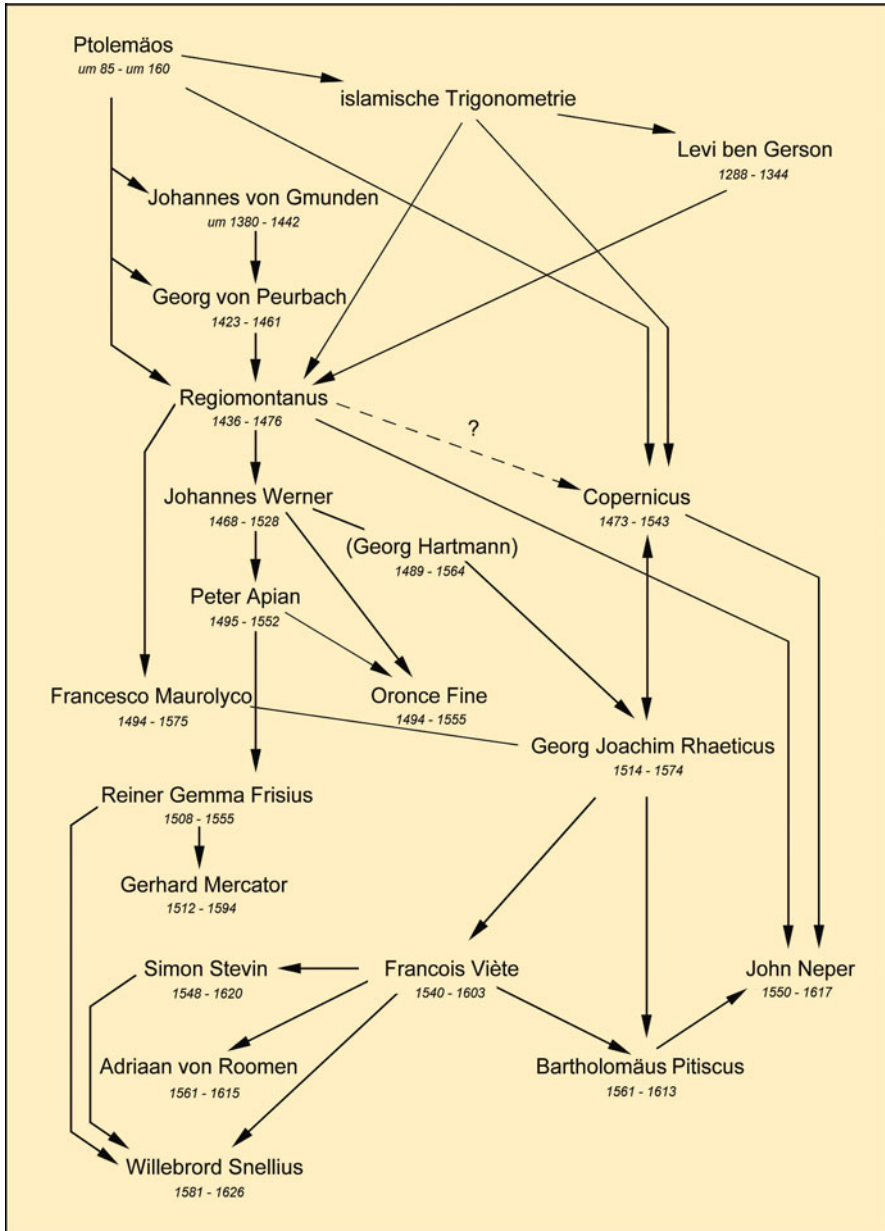 Ptolemäos
um 85 - um 160
islamische Trigonometrie
Levi ben Gerson
1288 - 1344
Johannes von Gmunden
um 1380 - 1442
Georg von Peurbach
1423 - 1461
Regiomontanus
1436 - 1476
?
Johannes Werner
1468 - 1528
Copernicus
1473 - 1543
(Georg Hartmann)
1489 - 1564
Peter Apian
1495 - 1552
Francesco Maurolyco
1494 - 1575
Oronce Fine
1494 - 1555
Georg Joachim Rhaeticus
1514 - 1574
Reiner Gemma Frisius
1508 - 1555
Gerhard Mercator
1512 - 1594
Simon Stevin
1548 - 1620
Francois Viète
1540 - 1603
John Neper
1550 - 1617
Adriaan von Roomen
1561 - 1615
Bartholomäus Pitiscus
1561 - 1613
Willebrord Snellius
1581 - 1626